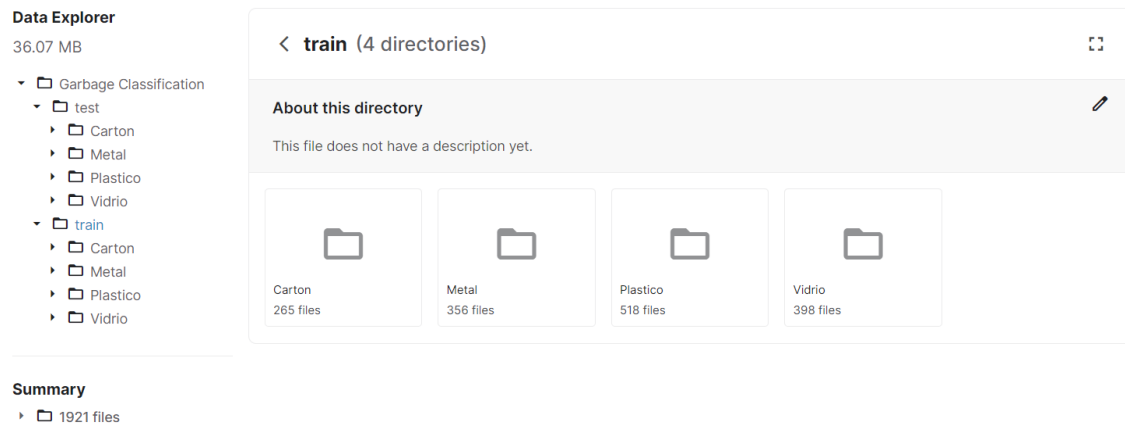 Data Explorer
36.07 MB
Garbage Classification
test
Carton
Metal
Plastico
Vidrio
train
Carton
Metal
Plastico
Vidrio
Summary
1921 files
train (4 directories)
About this directory
This file does not have a description yet.
Carton
265 files
Metal
356 files
Plastico
518 files
Vidrio
398 files